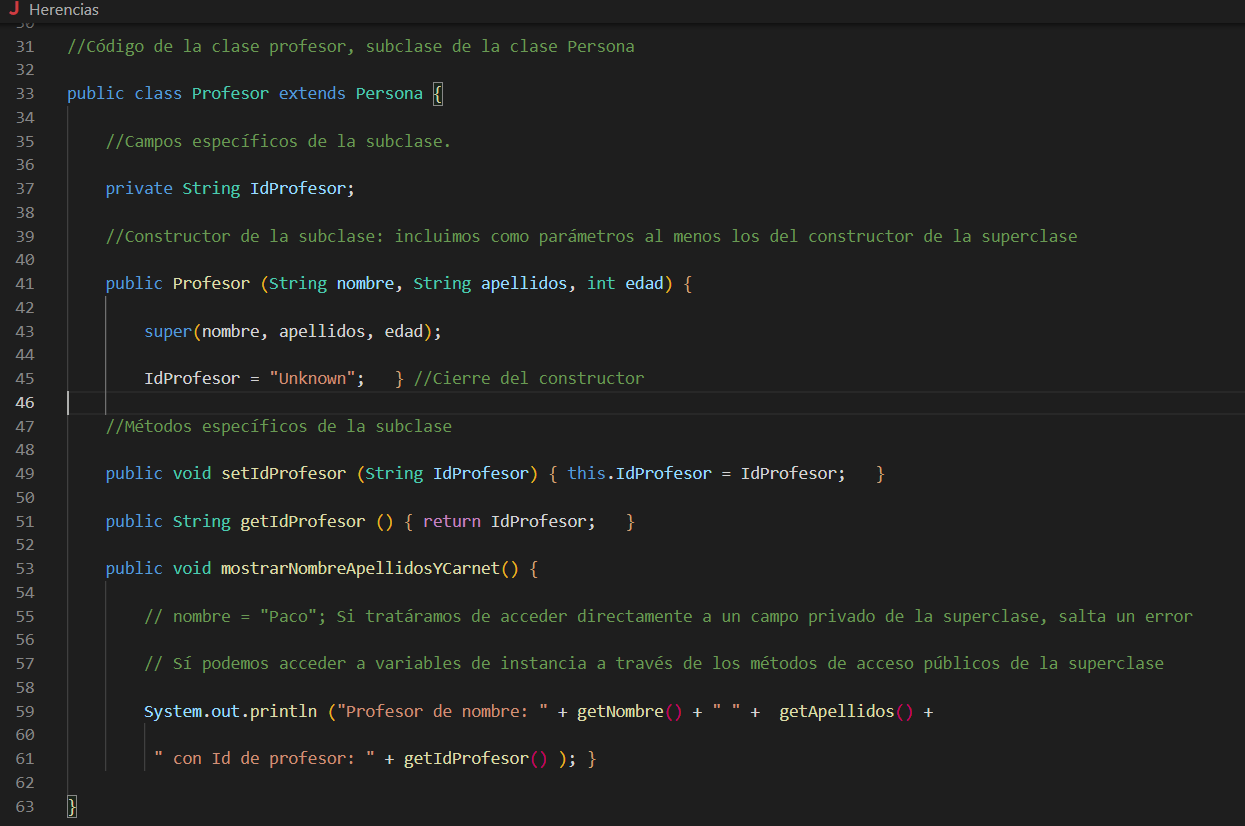 J Herencias
30
31 //Código de la clase profesor, subclase de la clase Persona
32
33 public class Profesor extends Persona {
34
35 //Campos específicos de la subclase.
36
37 private String IdProfesor;
38
39 //Constructor de la subclase: incluimos como parámetros al menos los del constructor de la superclase
40
41 public Profesor (String nombre, String apellidos, int edad) {
42
43 super(nombre, apellidos, edad);
44
45 IdProfesor = "Unknown";   } //Cierre del constructor
46
47 //Métodos específicos de la subclase
48
49 public void setIdProfesor (String IdProfesor) { this.IdProfesor = IdProfesor;   }
50
51 public String getIdProfesor () { return IdProfesor;   }
52
53 public void mostrarNombreApellidosYCarnet() {
54
55 // nombre = "Paco"; Si tratáramos de acceder directamente a un campo privado de la superclase, salta un error
56
57 // Sí podemos acceder a variables de instancia a través de los métodos de acceso públicos de la superclase
58
59 System.out.println ("Profesor de nombre: " + getNombre() + " " +  getApellidos() +
60
61 " con Id de profesor: " + getIdProfesor() ); }
62
63 }